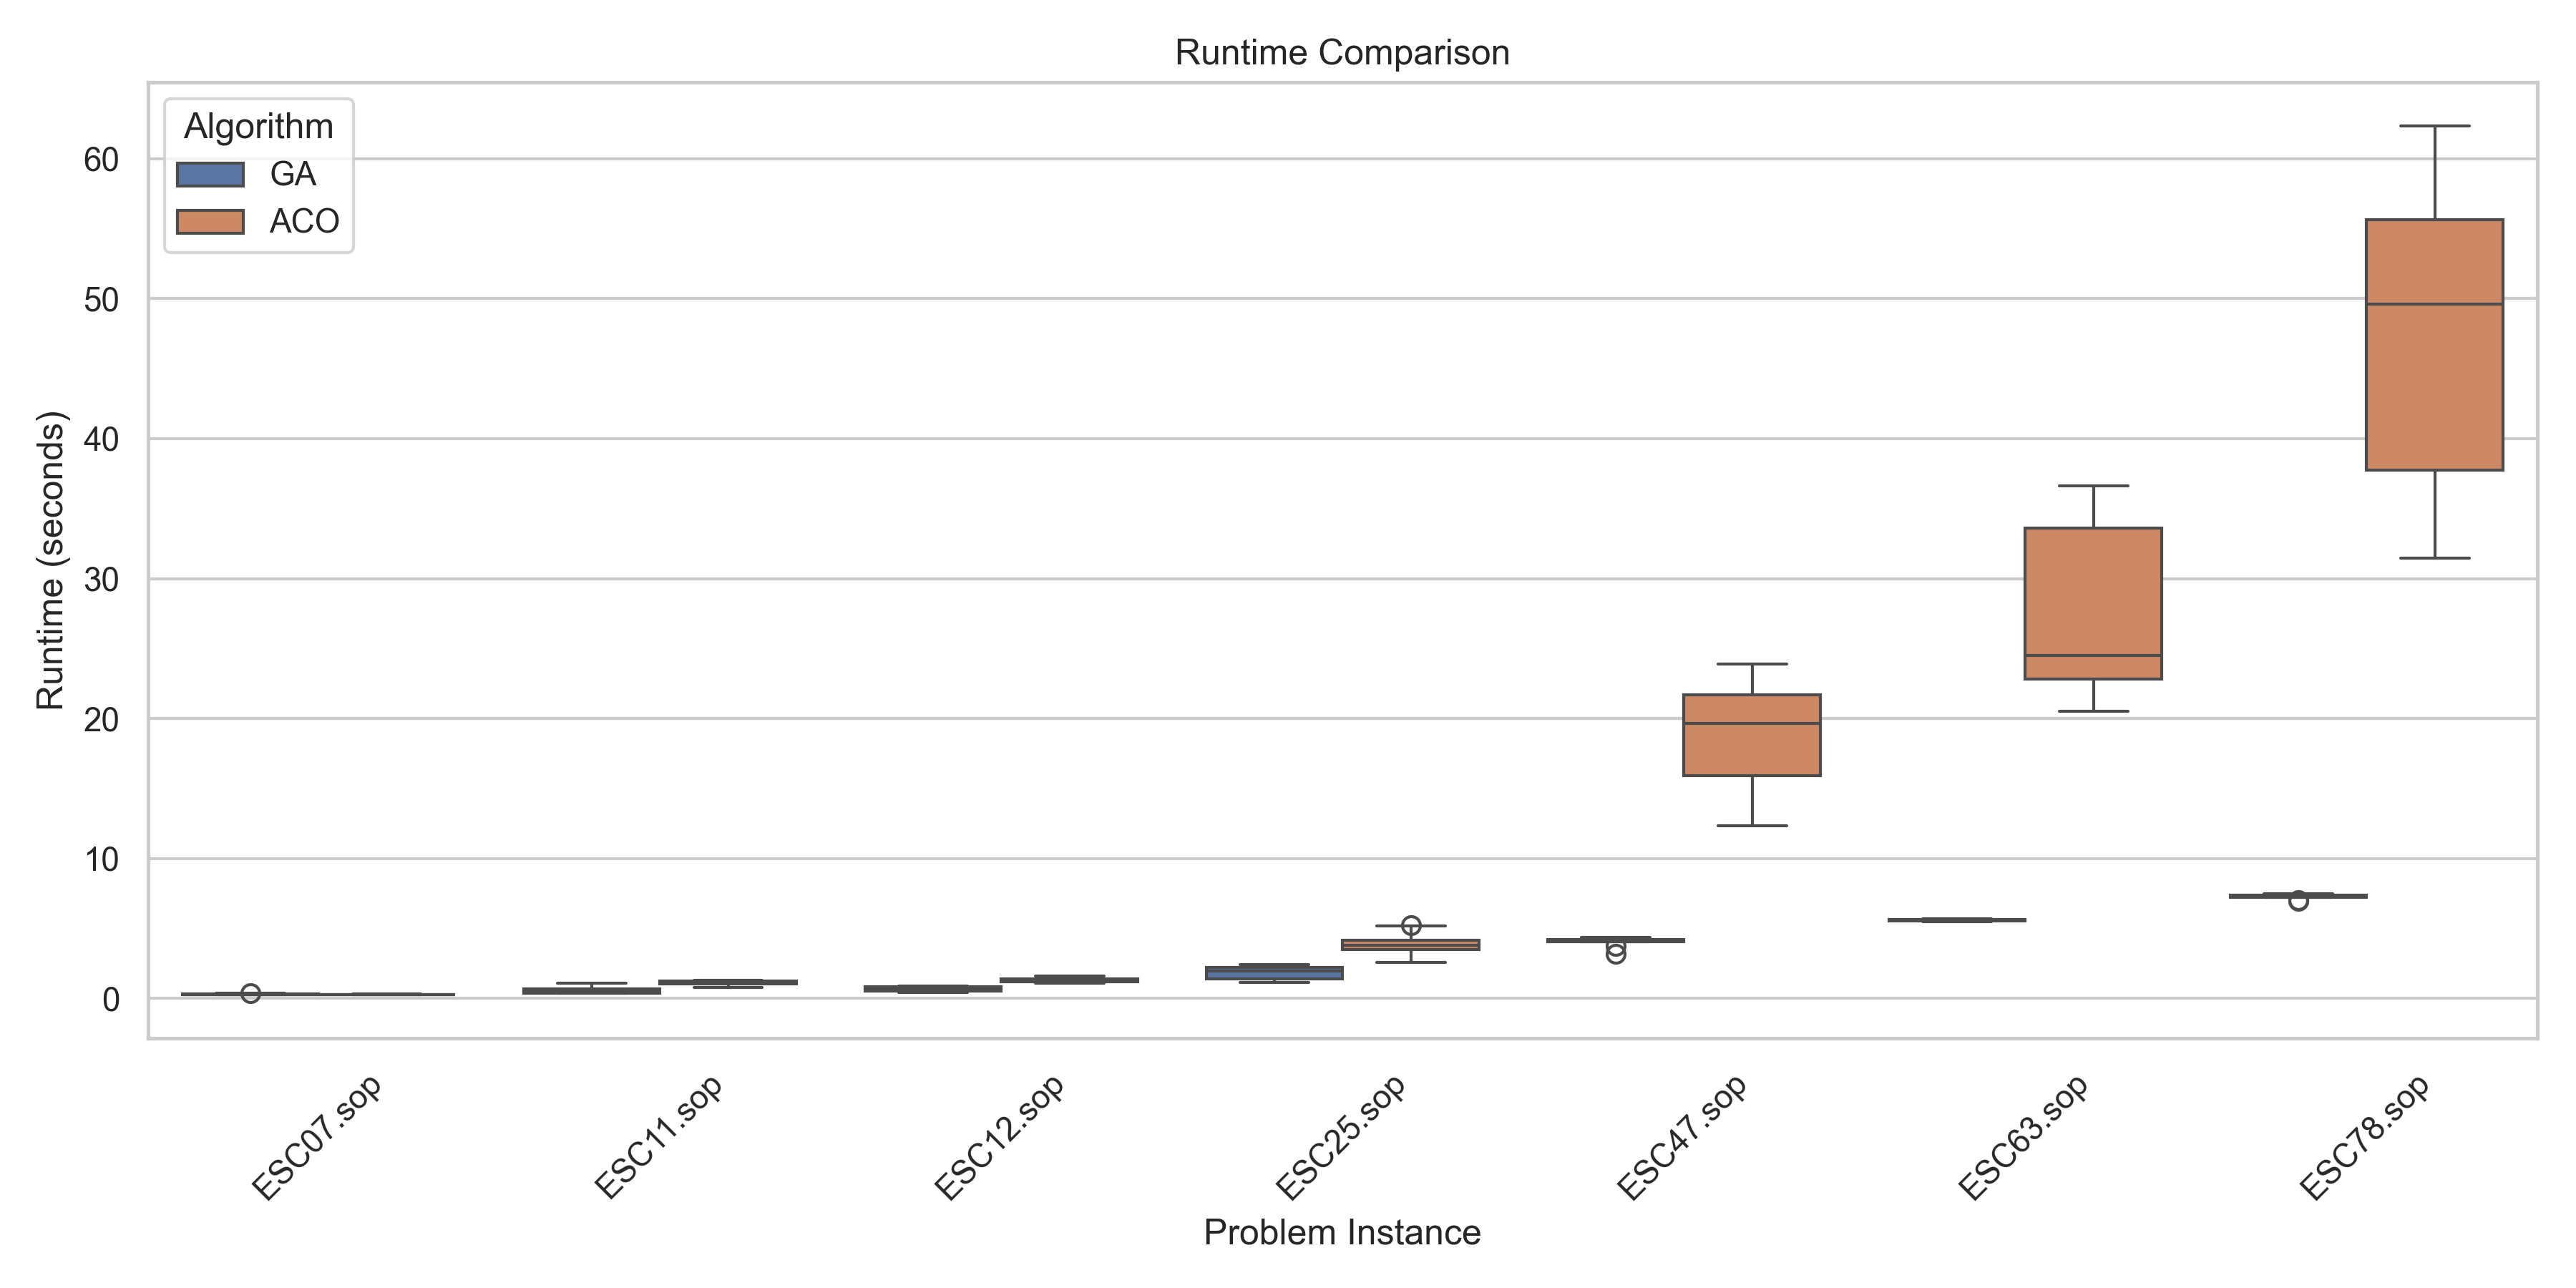 Runtime Comparison
Algorithm
GA
ACO
Runtime (seconds)
60
50
40
30
20
10
0
ESC07.sop
ESC11.sop
ESC12.sop
ESC25.sop
ESC47.sop
ESC63.sop
ESC78.sop
Problem Instance